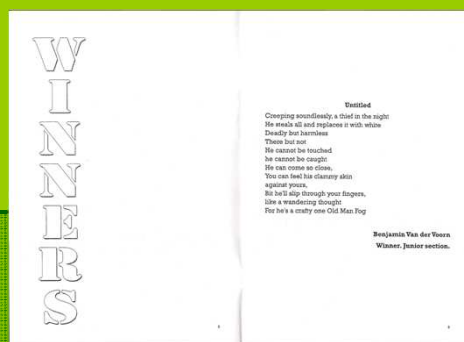 WINNERS
Untitled
Creeping soundlessly, a thief in the night
He steals all and replaces it with white
Deadly but harmless
There but not
He cannot be touched
he cannot be caught
He can come so close,
You can feel his clammy skin
against yours,
Bit he'll slip through your fingers,
like a wandering thought
For he's a crafty one Old Man Fog
Benjamin Van der Voorn
Winner. Junior section.